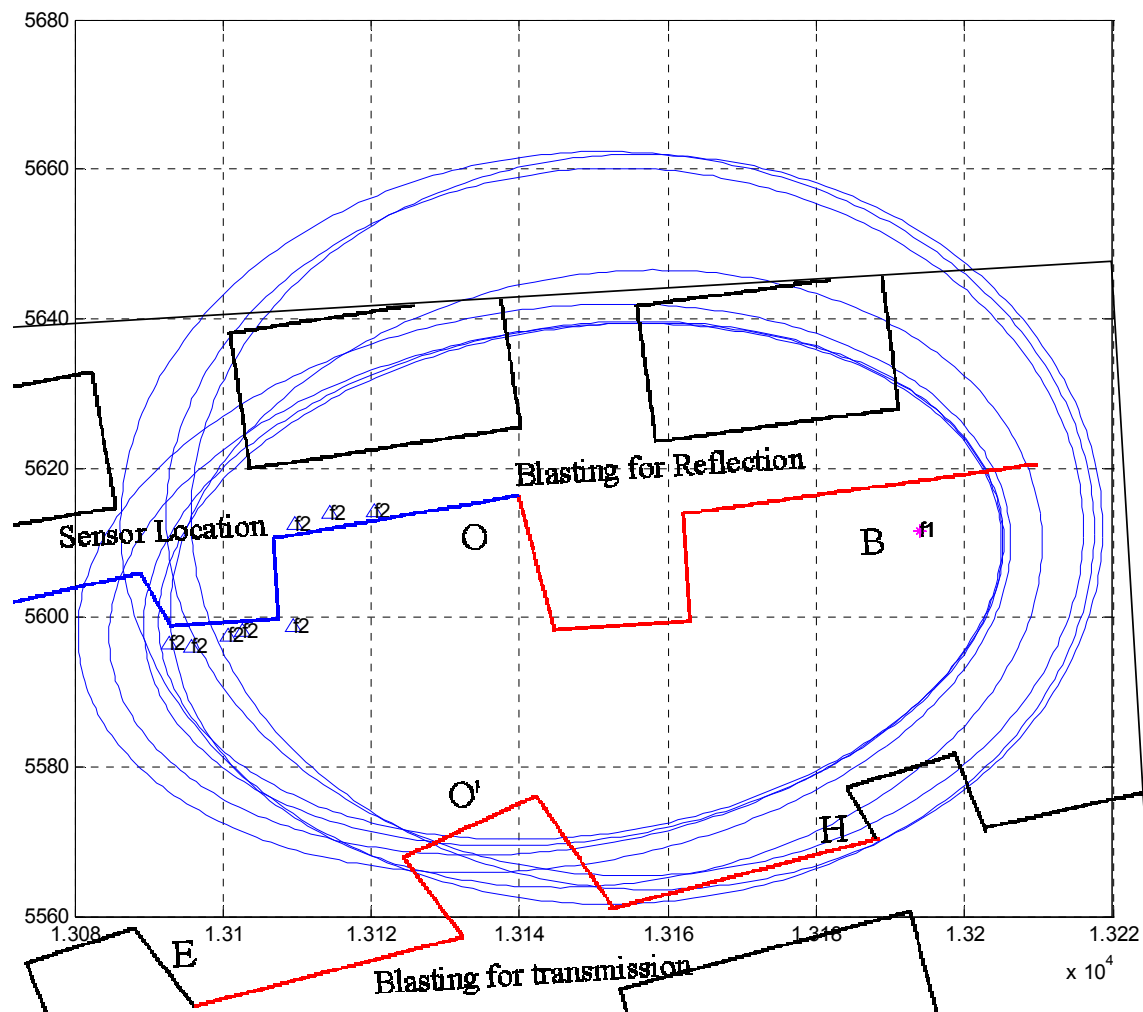 5680
5660
5640
5620
Blasting for Reflection
f2 f2 f2
Sensor Location
O
B
f1
5600
f2 f2 f2 f2 f2
5580
O'
H
5560
1.308 1.31 1.312 1.314 1.316 1.318 1.32 1.322
E
Blasting for transmission
x 10^4